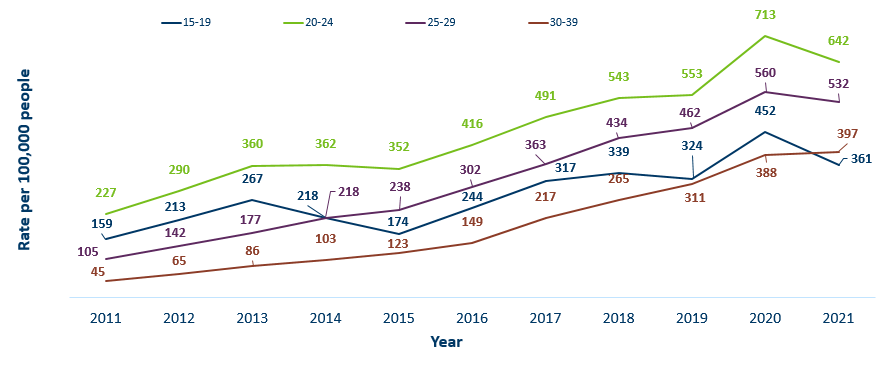 15-19 20-24 25-29 30-39
Rate per 100,000 people
227 290 360 362 352 416 491 543 553 713 642
105 142 177 218 238 302 363 434 462 560 532
159 213 267 218 174 244 317 339 324 452 361
45 65 86 103 123 149 217 265 311 388 397
2011 2012 2013 2014 2015 2016 2017 2018 2019 2020 2021
Year